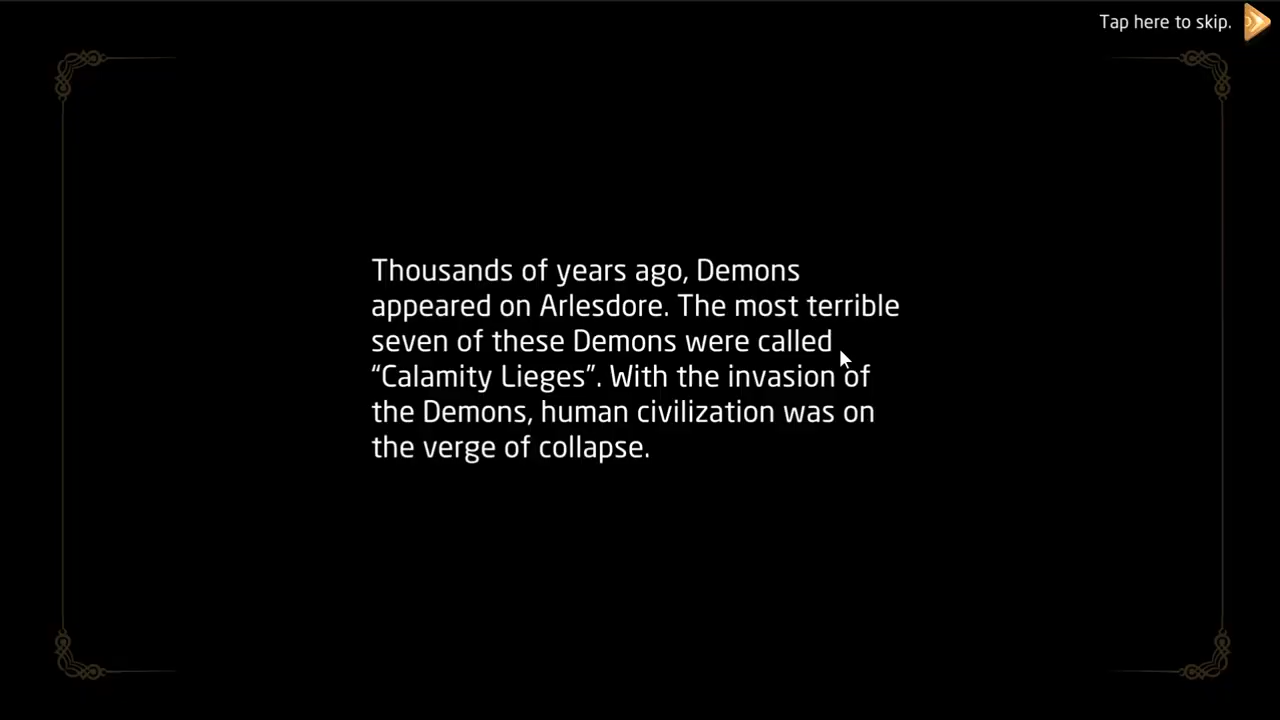 Tap here to skip.
Thousands of years ago, Demons
appeared on Arlesdore. The most terrible
seven of these Demons were called
“Calamity Lieges”. With the invasion of
the Demons, human civilization was on
the verge of collapse.